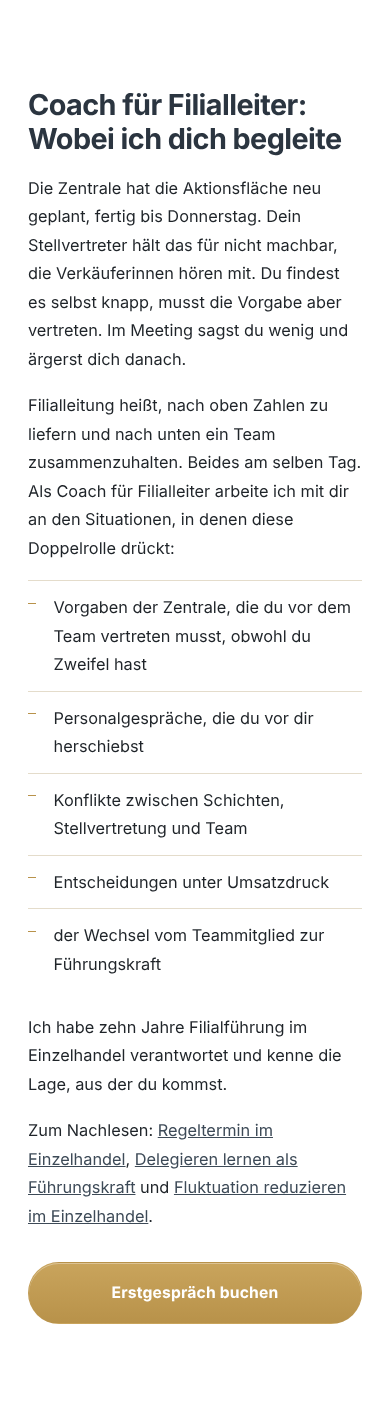 Coach für Filialleiter:
Wobei ich dich begleite
Die Zentrale hat die Aktionsfläche neu
geplant, fertig bis Donnerstag. Dein
Stellvertreter hält das für nicht machbar,
die Verkäuferinnen hören mit. Du findest
es selbst knapp, musst die Vorgabe aber
vertreten. Im Meeting sagst du wenig und
ärgerst dich danach.
Filialleitung heißt, nach oben Zahlen zu
liefern und nach unten ein Team
zusammenzuhalten. Beides am selben Tag.
Als Coach für Filialleiter arbeite ich mit dir
an den Situationen, in denen diese
Doppelrolle drückt:
– Vorgaben der Zentrale, die du vor dem
Team vertreten musst, obwohl du
Zweifel hast
– Personalgespräche, die du vor dir
herschiebst
– Konflikte zwischen Schichten,
Stellvertretung und Team
– Entscheidungen unter Umsatzdruck
– der Wechsel vom Teammitglied zur
Führungskraft
Ich habe zehn Jahre Filialführung im
Einzelhandel verantwortet und kenne die
Lage, aus der du kommst.
Zum Nachlesen: Regeltermin im
Einzelhandel, Delegieren lernen als
Führungskraft und Fluktuation reduzieren
im Einzelhandel.
Erstgespräch buchen